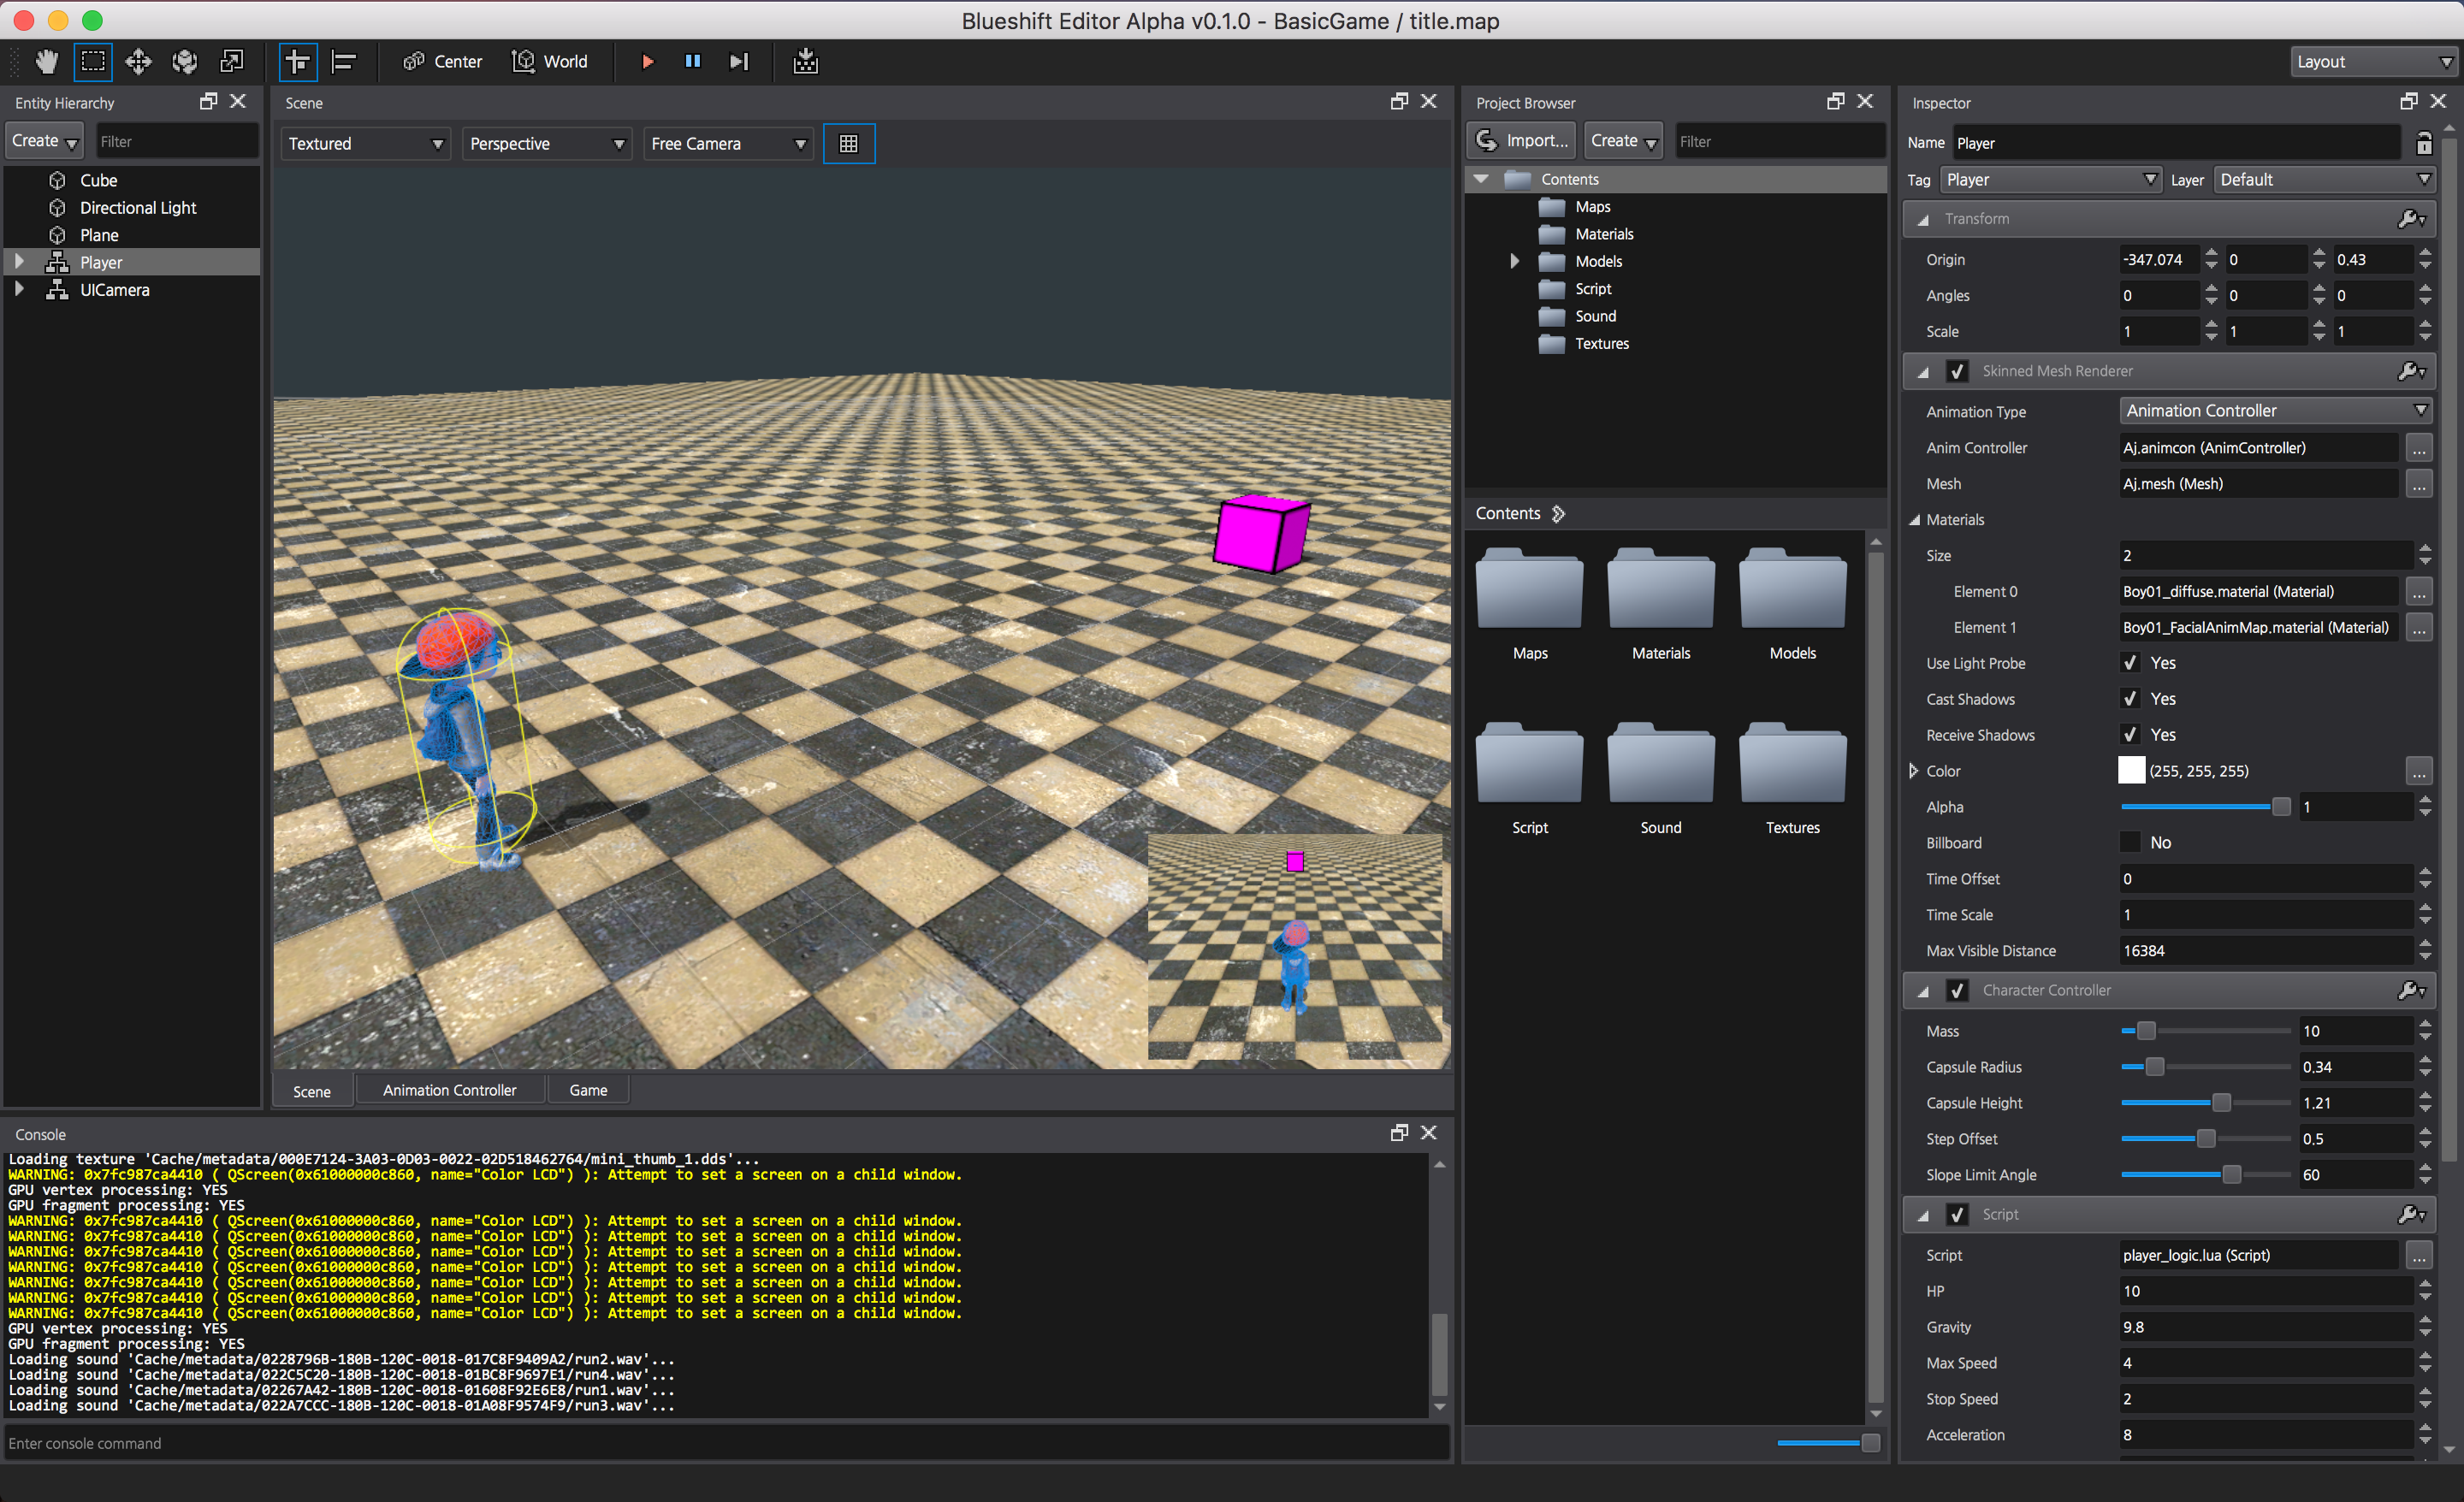 Blueshift Editor Alpha v0.1.0 - BasicGame / title.map
Center World Layout
Entity Hierarchy
Create Filter
Cube
Directional Light
Plane
Player
UICamera
Scene
Textured Perspective Free Camera
Scene Animation Controller Game
Console
Loading texture 'Cache/metadata/000E7124-3A03-0D03-0022-02D518462764/mini_thumb_1.dds'...
WARNING: 0x7fc987ca4410 ( QScreen(0x61000000c860, name="Color LCD") ): Attempt to set a screen on a child window.
GPU vertex processing: YES
GPU fragment processing: YES
WARNING: 0x7fc987ca4410 ( QScreen(0x61000000c860, name="Color LCD") ): Attempt to set a screen on a child window.
WARNING: 0x7fc987ca4410 ( QScreen(0x61000000c860, name="Color LCD") ): Attempt to set a screen on a child window.
WARNING: 0x7fc987ca4410 ( QScreen(0x61000000c860, name="Color LCD") ): Attempt to set a screen on a child window.
WARNING: 0x7fc987ca4410 ( QScreen(0x61000000c860, name="Color LCD") ): Attempt to set a screen on a child window.
WARNING: 0x7fc987ca4410 ( QScreen(0x61000000c860, name="Color LCD") ): Attempt to set a screen on a child window.
WARNING: 0x7fc987ca4410 ( QScreen(0x61000000c860, name="Color LCD") ): Attempt to set a screen on a child window.
WARNING: 0x7fc987ca4410 ( QScreen(0x61000000c860, name="Color LCD") ): Attempt to set a screen on a child window.
GPU vertex processing: YES
GPU fragment processing: YES
Loading sound 'Cache/metadata/0228796B-180B-120C-0018-017C8F9409A2/run2.wav'...
Loading sound 'Cache/metadata/022C5C20-180B-120C-0018-01BC8F9697E1/run4.wav'...
Loading sound 'Cache/metadata/02267A42-180B-120C-0018-01608F92E6E8/run1.wav'...
Loading sound 'Cache/metadata/022A7CCC-180B-120C-0018-01A08F9574F9/run3.wav'...
Enter console command
Project Browser
Import... Create Filter
Contents
Maps
Materials
Models
Script
Sound
Textures
Contents
Maps Materials Models
Script Sound Textures
Inspector
Name Player
Tag Player Layer Default
Transform
Origin -347.074 0 0.43
Angles 0 0 0
Scale 1 1 1
Skinned Mesh Renderer
Animation Type Animation Controller
Anim Controller Aj.animcon (AnimController) ...
Mesh Aj.mesh (Mesh) ...
Materials
Size 2
Element 0 Boy01_diffuse.material (Material) ...
Element 1 Boy01_FacialAnimMap.material (Material) ...
Use Light Probe Yes
Cast Shadows Yes
Receive Shadows Yes
Color (255, 255, 255) ...
Alpha 1
Billboard No
Time Offset 0
Time Scale 1
Max Visible Distance 16384
Character Controller
Mass 10
Capsule Radius 0.34
Capsule Height 1.21
Step Offset 0.5
Slope Limit Angle 60
Script
Script player_logic.lua (Script) ...
HP 10
Gravity 9.8
Max Speed 4
Stop Speed 2
Acceleration 8